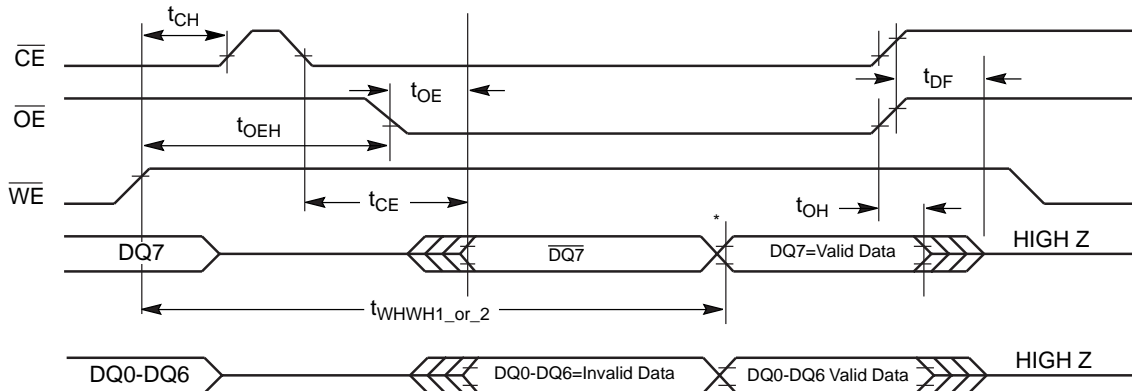 tCH
CE
tOE
tDF
OE
tOEH
WE
tCE
tOH
*
DQ7
DQ7
DQ7=Valid Data
HIGH Z
tWHWH1_or_2
DQ0-DQ6
DQ0-DQ6=Invalid Data
DQ0-DQ6 Valid Data
HIGH Z